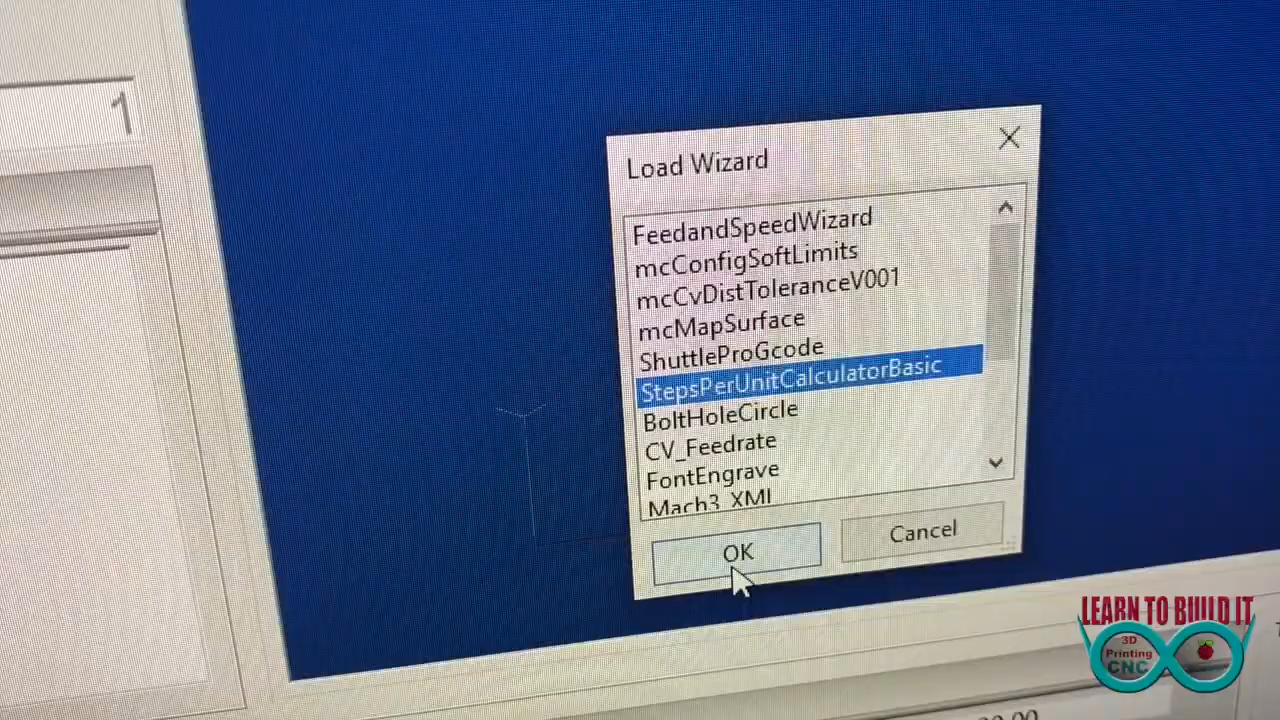 1
Load Wizard
FeedandSpeedWizard
mcConfigSoftLimits
mcCvDistToleranceV001
mcMapSurface
ShuttleProGcode
StepsPerUnitCalculatorBasic
BoltHoleCircle
CV_Feedrate
FontEngrave
Mach3_XML
OK
Cancel
LEARN TO BUILD IT
3D
Printing
CNC